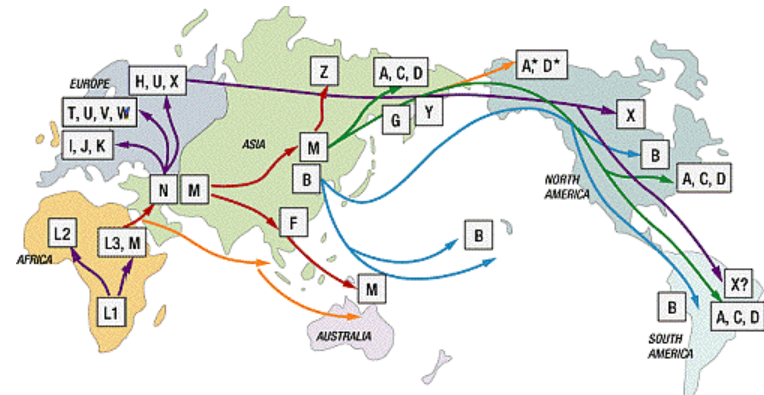 Z
A, C, D
A,* D*
H, U, X
EUROPE
T, U, V, W
G
Y
X
I, J, K
ASIA
M
B
B
N
M
NORTH
AMERICA
A, C, D
L2
L3, M
F
B
AFRICA
M
X?
L1
B
A, C, D
AUSTRALIA
SOUTH
AMERICA